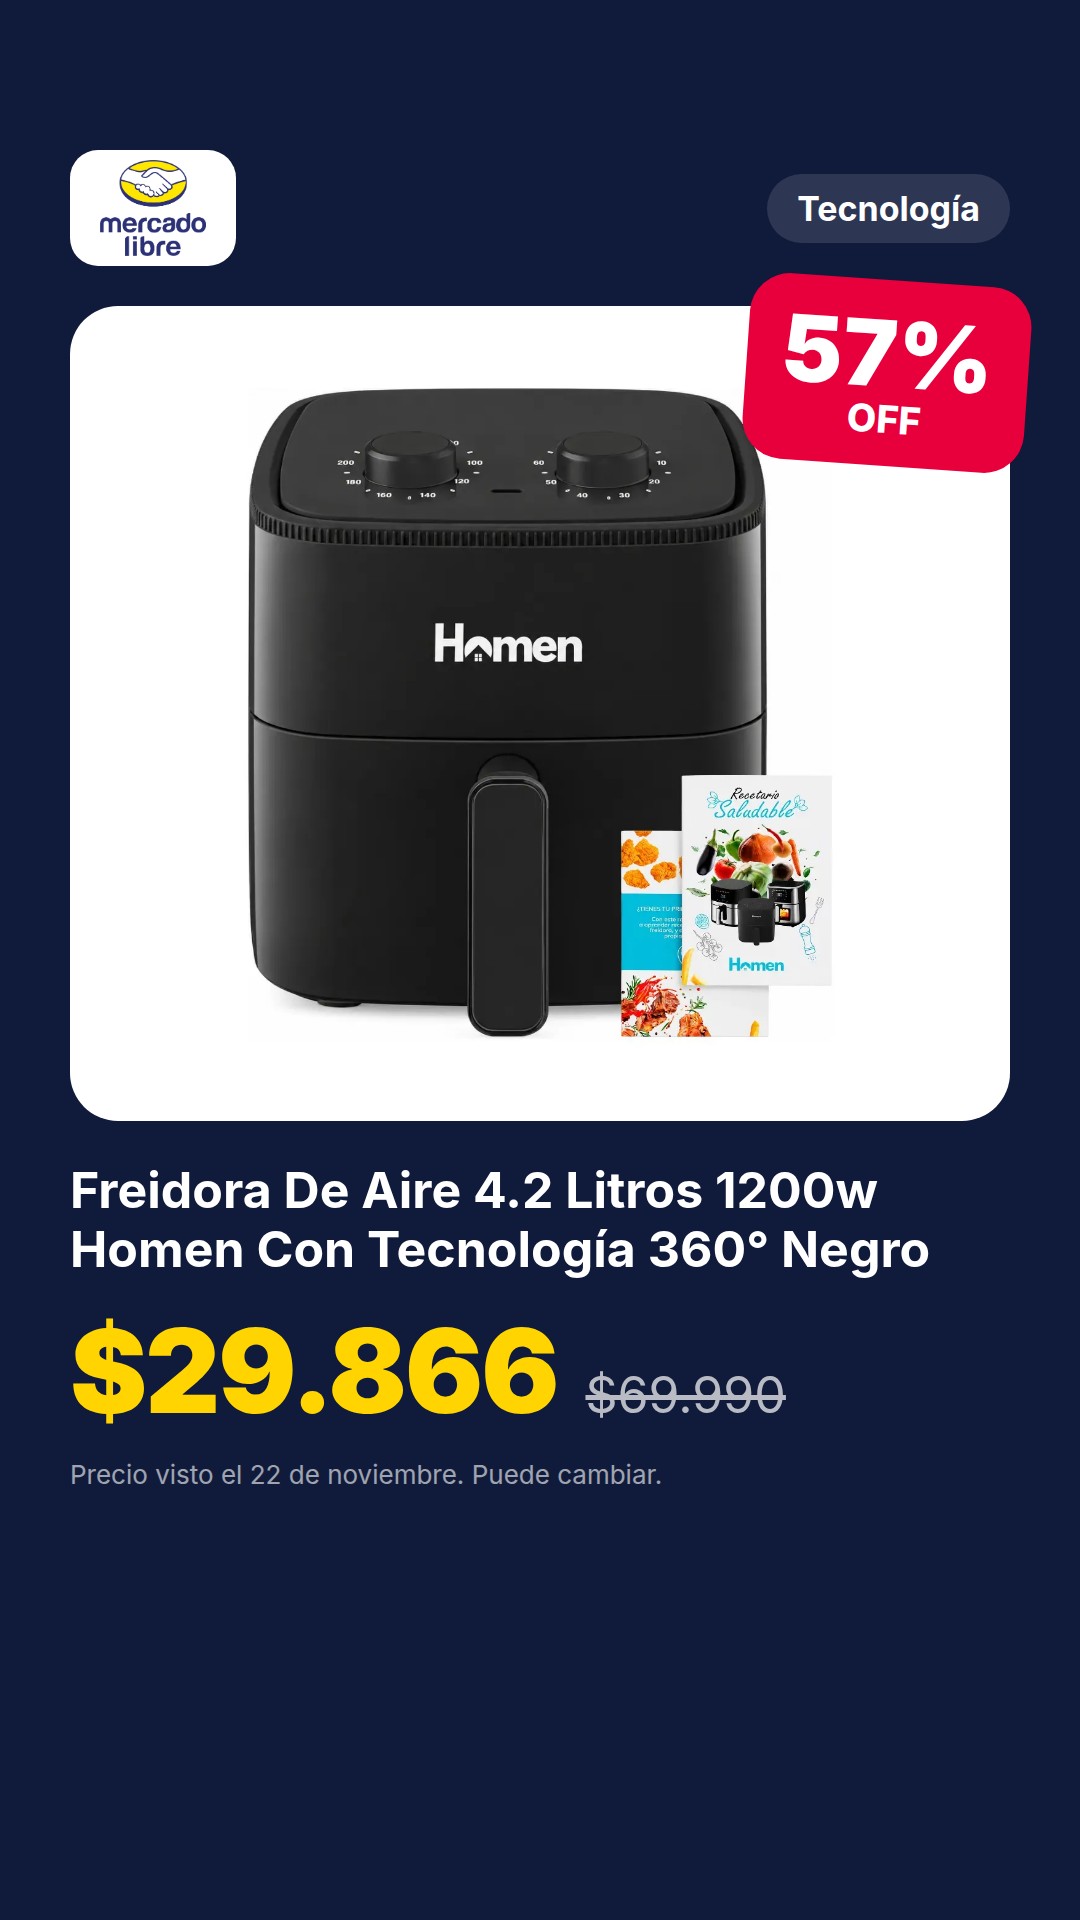 mercado
libre
Tecnología
57%
OFF
200
180
160
140
120
100
60
50
40
30
20
10
Homen
Recetario
Saludable
Homen
Freidora De Aire 4.2 Litros 1200w
Homen Con Tecnología 360° Negro
$29.866 $69.990
Precio visto el 22 de noviembre. Puede cambiar.